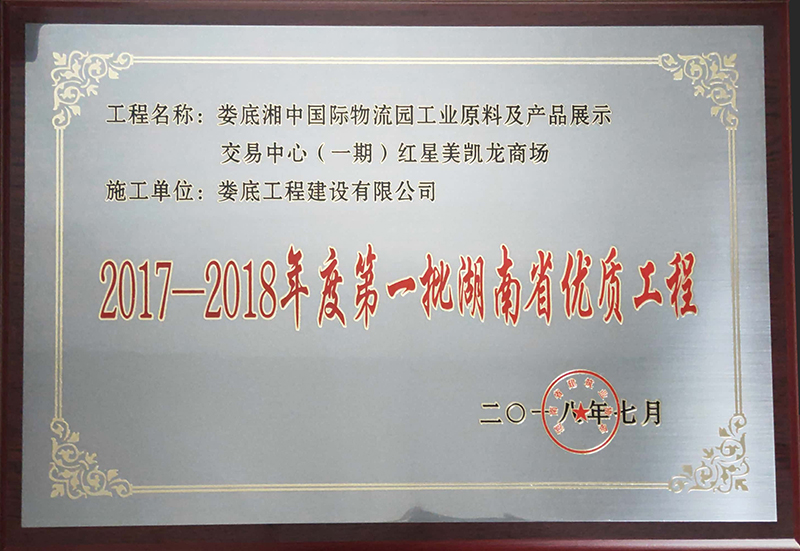 工程名称：娄底湘中国际物流园工业原料及产品展示
交易中心（一期）红星美凯龙商场
施工单位：娄底工程建设有限公司
2017—2018年度第一批湖南省优质工程
二〇一八年七月